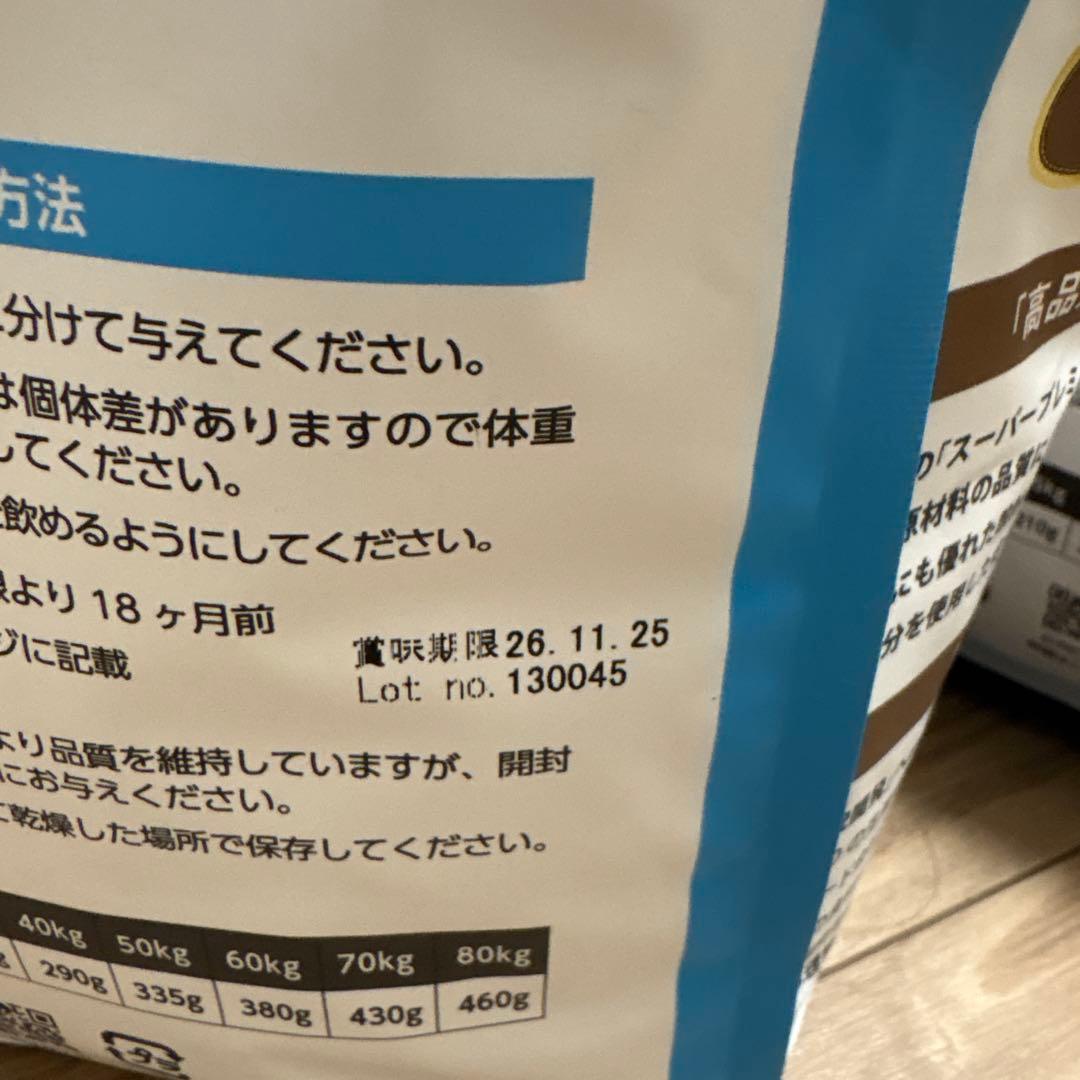 方法
分けて与えてください。
は個体差がありますので体重
してください。
飲めるようにしてください。
限より 18 ヶ月前
ジに記載
賞味期限 26.11.25
Lot no. 130045
より品質を維持していますが、開封
にお与えください。
乾燥した場所で保存してください。
40kg 50kg 60kg 70kg 80kg
290g 335g 380g 430g 460g
「高品
の「スーパープレミ
原材料の品質に
にも優れた
分を使用し
210g